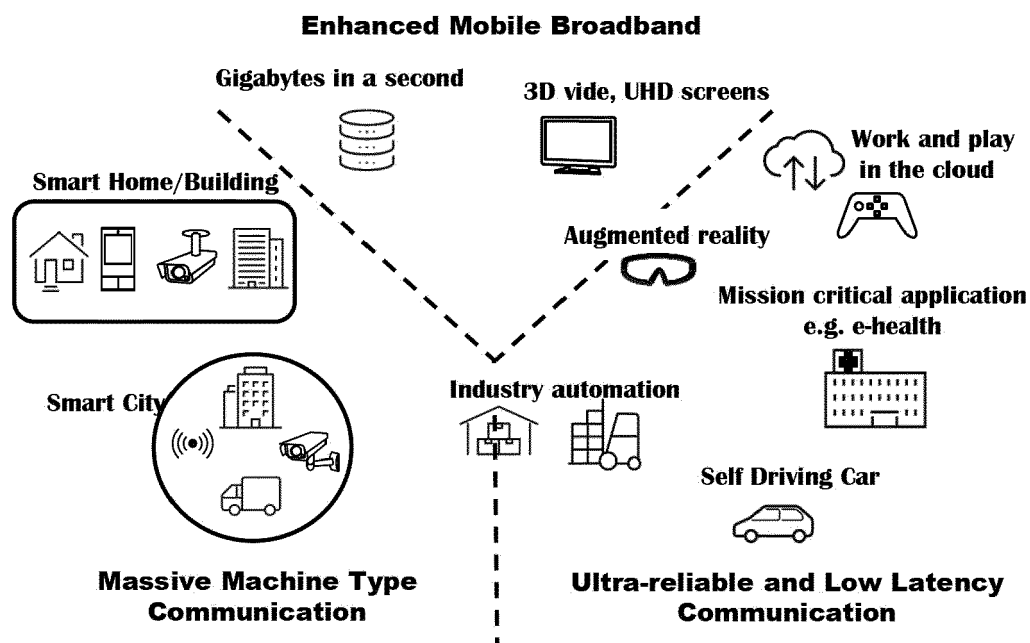 Enhanced Mobile Broadband
Gigabytes in a second
3D vide, UHD screens
Work and play
in the cloud
Smart Home/Building
Augmented reality
Mission critical application
e.g. e-health
Industry automation
Smart City
Self Driving Car
Massive Machine Type
Communication
Ultra-reliable and Low Latency
Communication